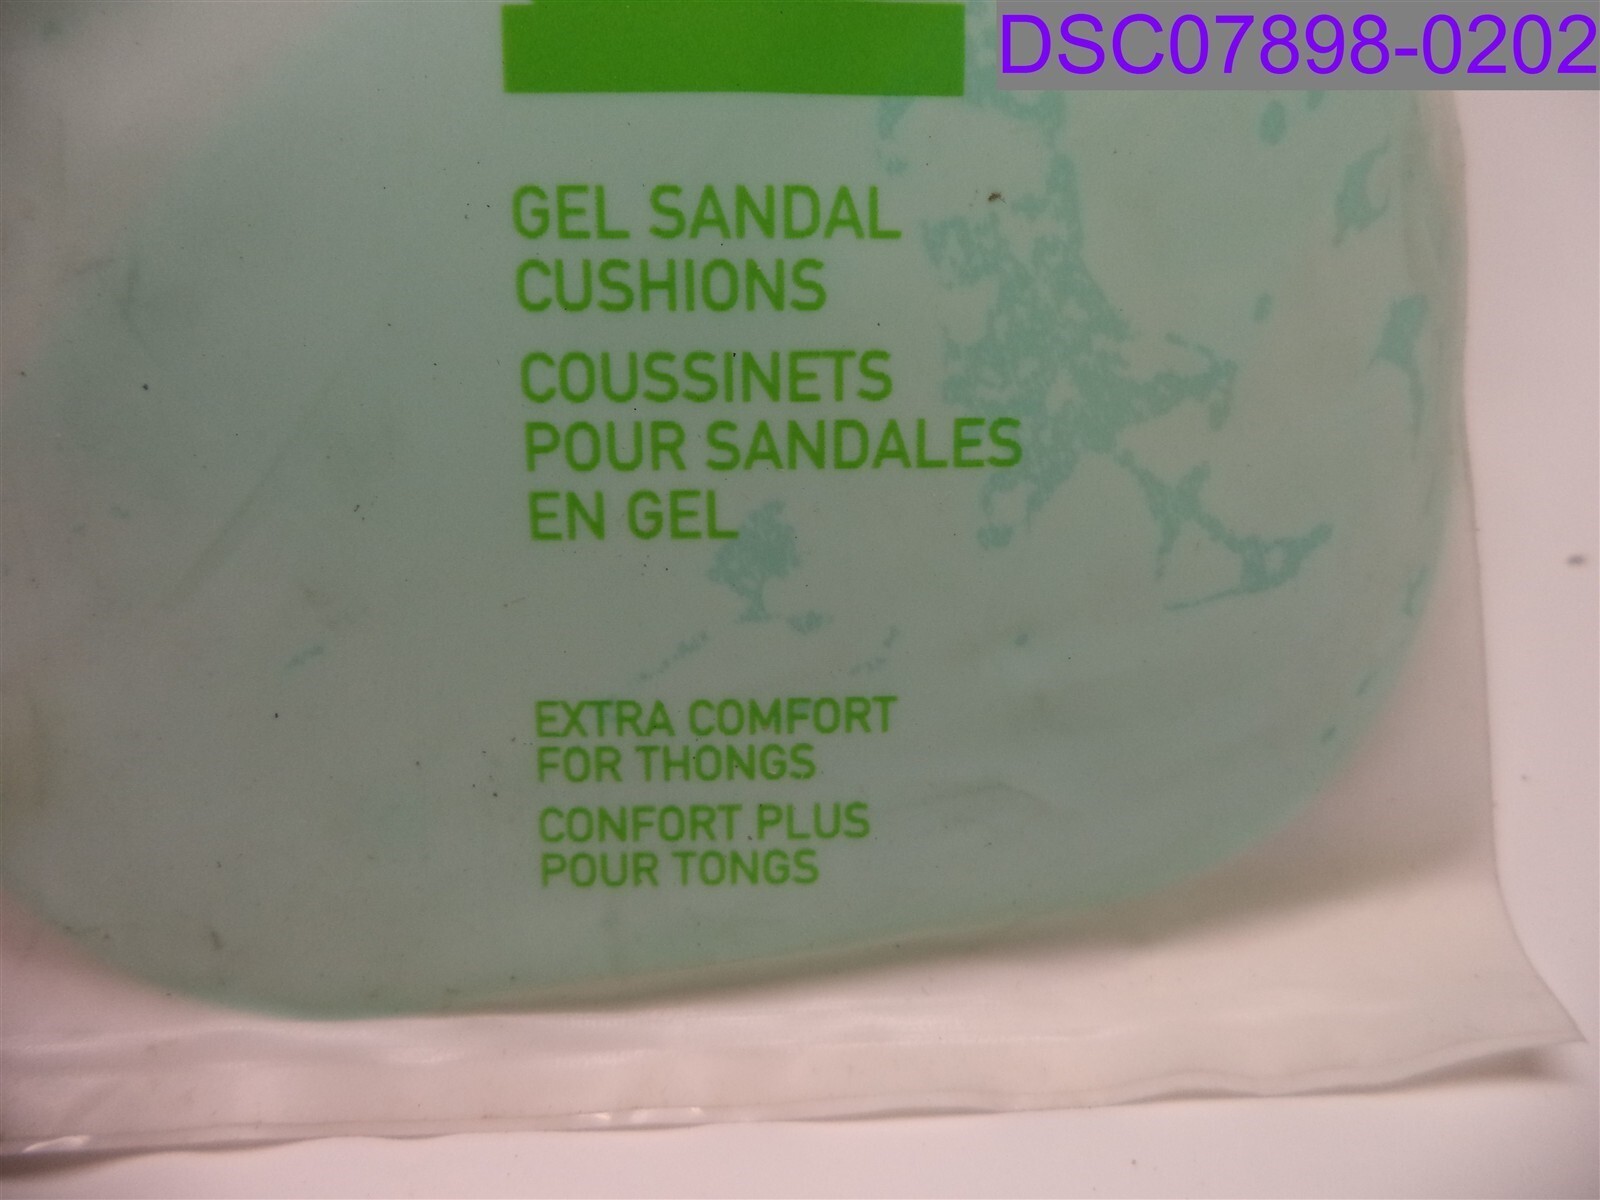 DSC07898-0202
GEL SANDAL
CUSHIONS
COUSSINETS
POUR SANDALES
EN GEL
EXTRA COMFORT
FOR THONGS
CONFORT PLUS
POUR TONGS